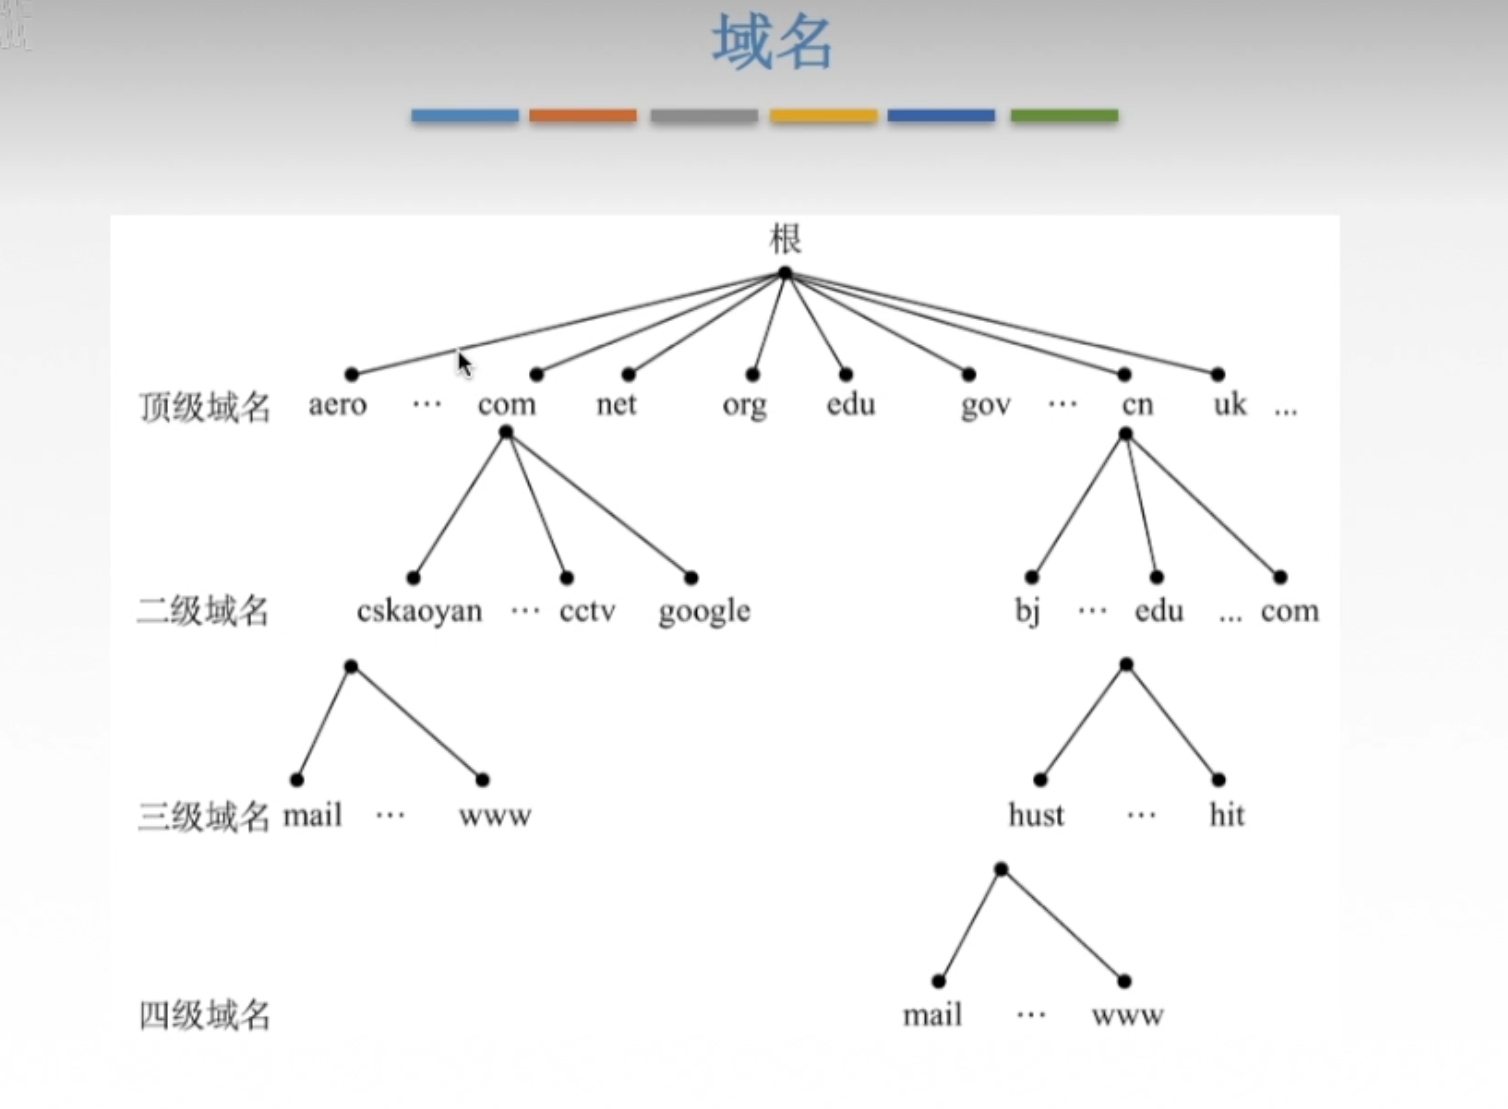 域名
根
顶级域名 aero … com net org edu gov … cn uk ...
二级域名 cskaoyan … cctv google bj … edu ... com
三级域名 mail … www hust … hit
四级域名 mail … www